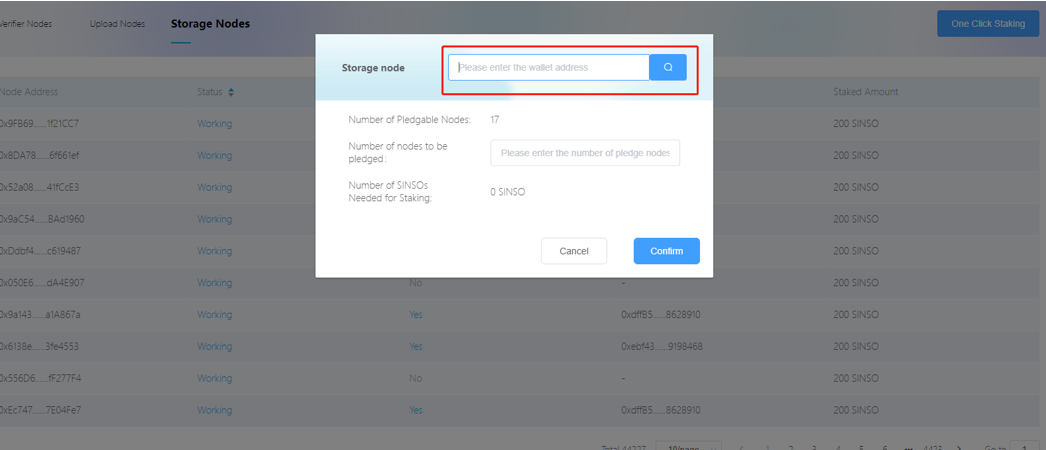 Verifier Nodes Upload Nodes Storage Nodes One Click Staking
Storage node Please enter the wallet address
Node Address Status Staked Amount
Number of Pledgable Nodes: 17
0x9FB69......1f21CC7 Working 200 SINSO
Number of nodes to be
pledged: Please enter the number of pledge nodes
0x8DA78......6f661ef Working 200 SINSO
0x52a08......41fCcE3 Working 200 SINSO
Number of SINSOs
Needed for Staking: 0 SINSO
0x9aC54......8Ad1960 Working 200 SINSO
0xDdbf4......c619487 Working 200 SINSO
Cancel Confirm
0x050E6......dA4E907 Working No - 200 SINSO
0x9a143......a1A867a Working Yes 0xdffB5......8628910 200 SINSO
0x6138e......3fe4553 Working Yes 0xebf43......9198468 200 SINSO
0x556D6......fF277F4 Working No - 200 SINSO
0xEc747......7E04Fe7 Working Yes 0xdffB5......8628910 200 SINSO
Total 44227 10/page 1 2 3 4 5 6 ••• 4423 Go to 1